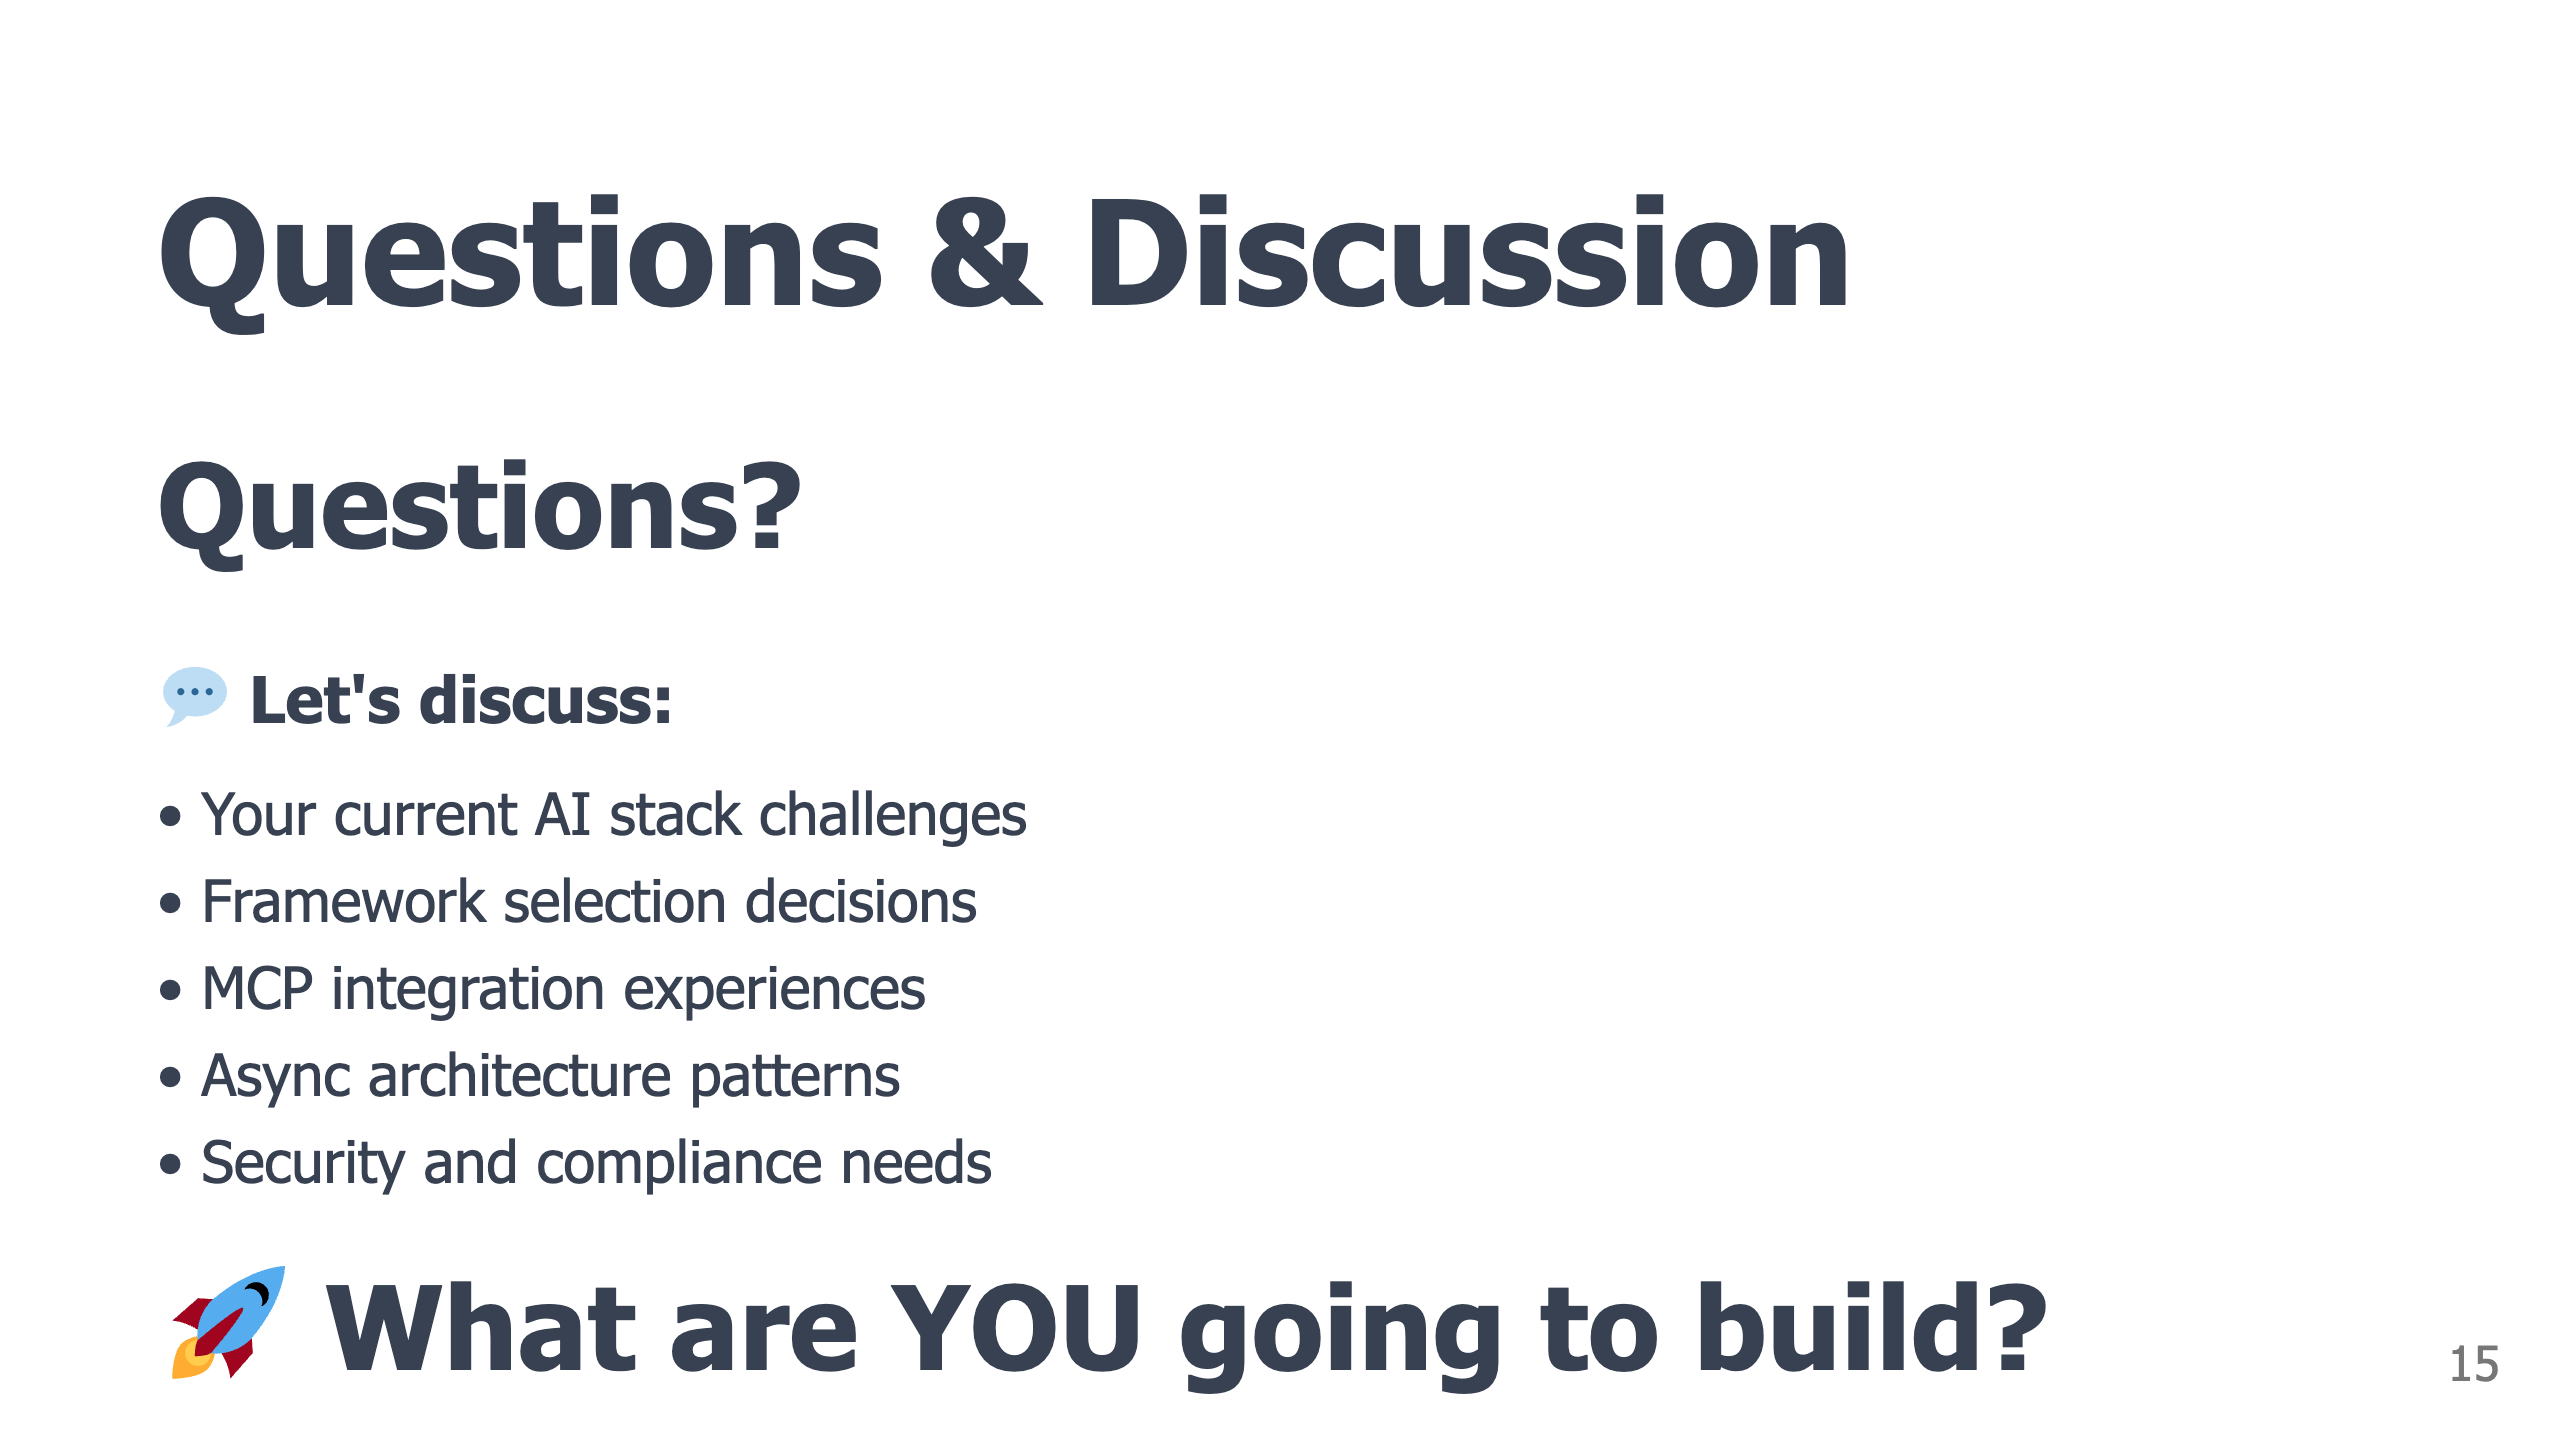 Questions & Discussion
Questions?
💬 Let's discuss:
• Your current AI stack challenges
• Framework selection decisions
• MCP integration experiences
• Async architecture patterns
• Security and compliance needs
🚀 What are YOU going to build?
15